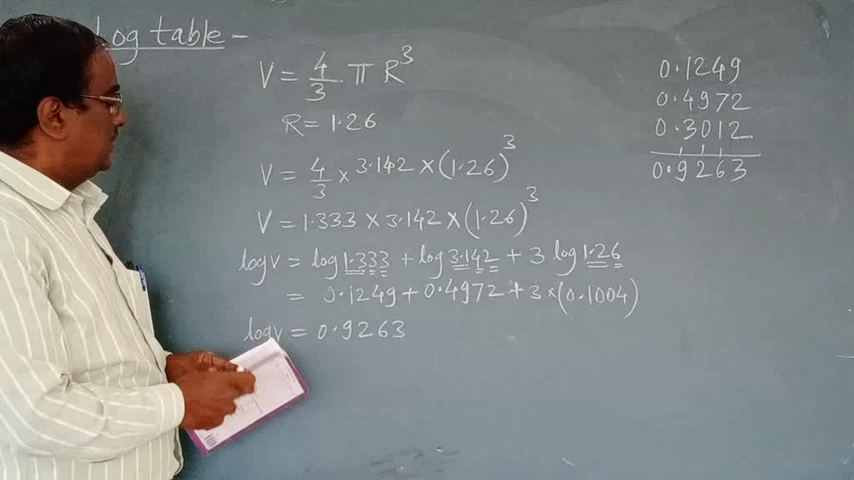 Log table -
V = 4/3 π R³
R = 1.26
V = 4/3 × 3.142 × (1.26)³
V = 1.333 × 3.142 × (1.26)³
logv = log 1.333 + log 3.142 + 3 log 1.26
= 0.1249 + 0.4972 + 3 × (0.1004)
logv = 0.9263
0.1249
0.4972
0.3012
0.9263